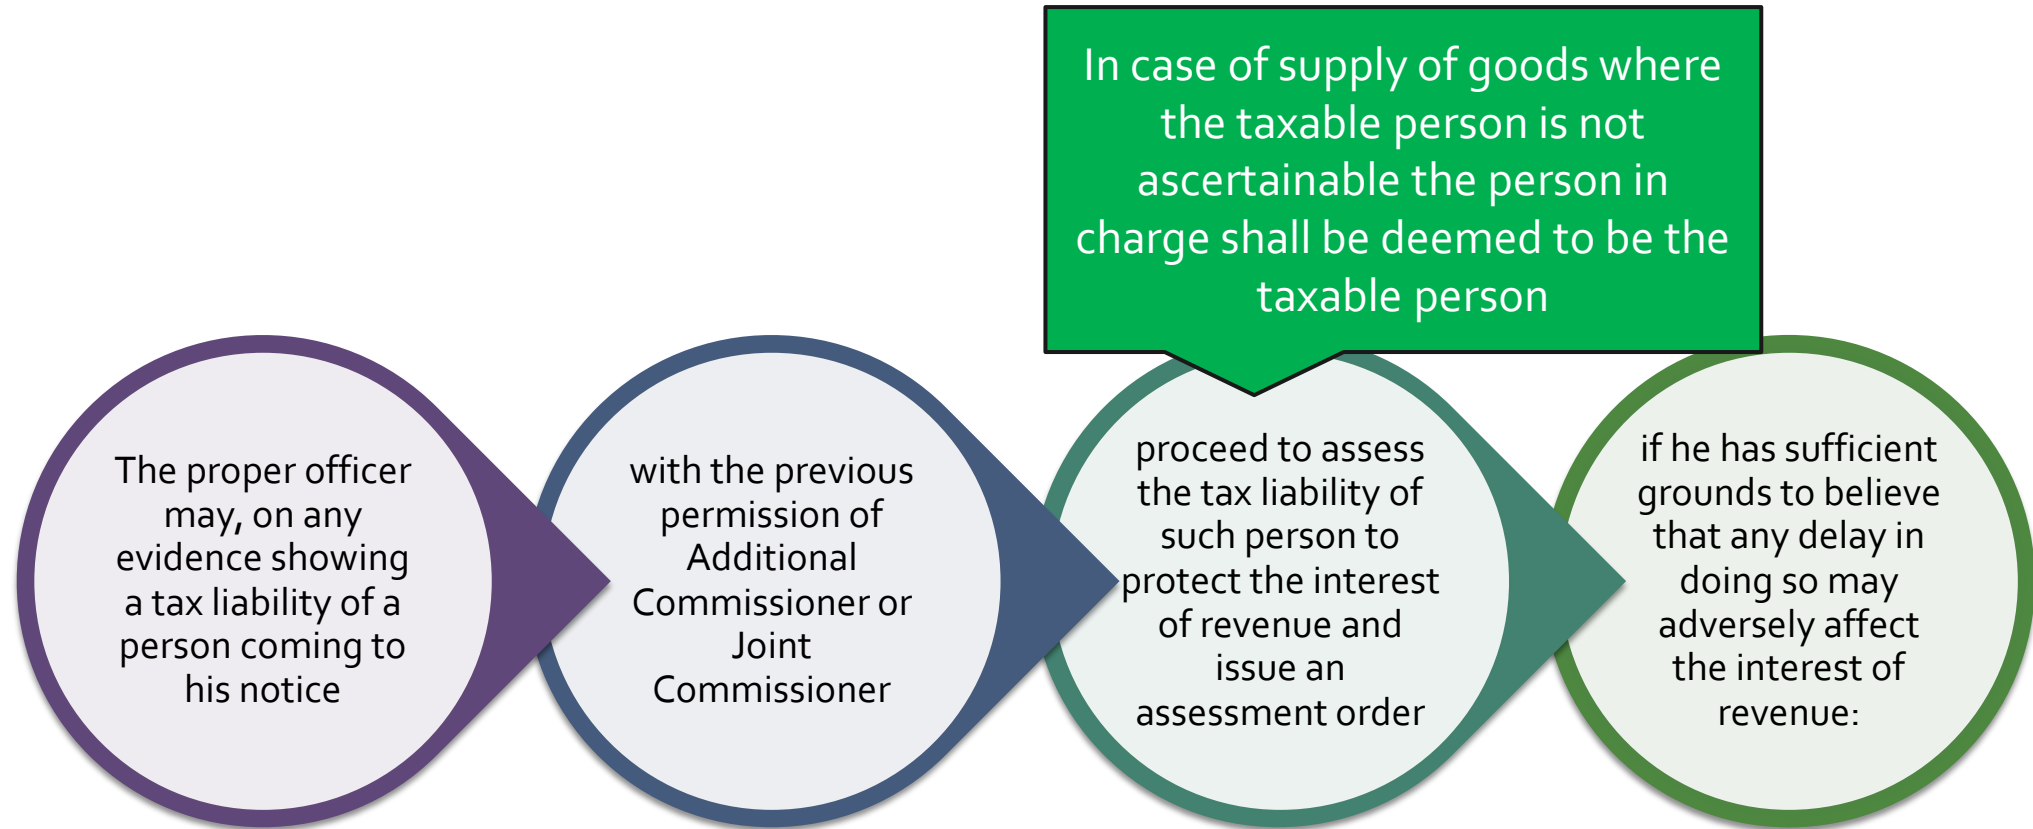 In case of supply of goods where
the taxable person is not
ascertainable the person in
charge shall be deemed to be the
taxable person
The proper officer
may, on any
evidence showing
a tax liability of a
person coming to
his notice
with the previous
permission of
Additional
Commissioner or
Joint
Commissioner
proceed to assess
the tax liability of
such person to
protect the interest
of revenue and
issue an
assessment order
if he has sufficient
grounds to believe
that any delay in
doing so may
adversely affect
the interest of
revenue: